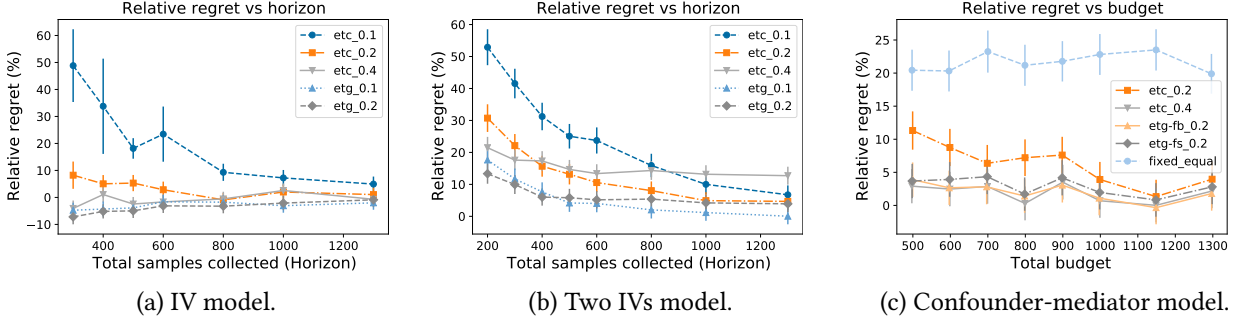 Relative regret vs horizon
Relative regret (%)
60
50
40
30
20
10
0
−10
etc_0.1
etc_0.2
etc_0.4
etg_0.1
etg_0.2
400
600
800
1000
1200
Total samples collected (Horizon)
(a) IV model.
Relative regret vs horizon
Relative regret (%)
60
50
40
30
20
10
0
etc_0.1
etc_0.2
etc_0.4
etg_0.1
etg_0.2
200
400
600
800
1000
1200
Total samples collected (Horizon)
(b) Two IVs model.
Relative regret vs budget
Relative regret (%)
25
20
15
10
5
0
etc_0.2
etc_0.4
etg-fb_0.2
etg-fs_0.2
fixed_equal
500
600
700
800
900
1000
1100
1200
1300
Total budget
(c) Confounder-mediator model.